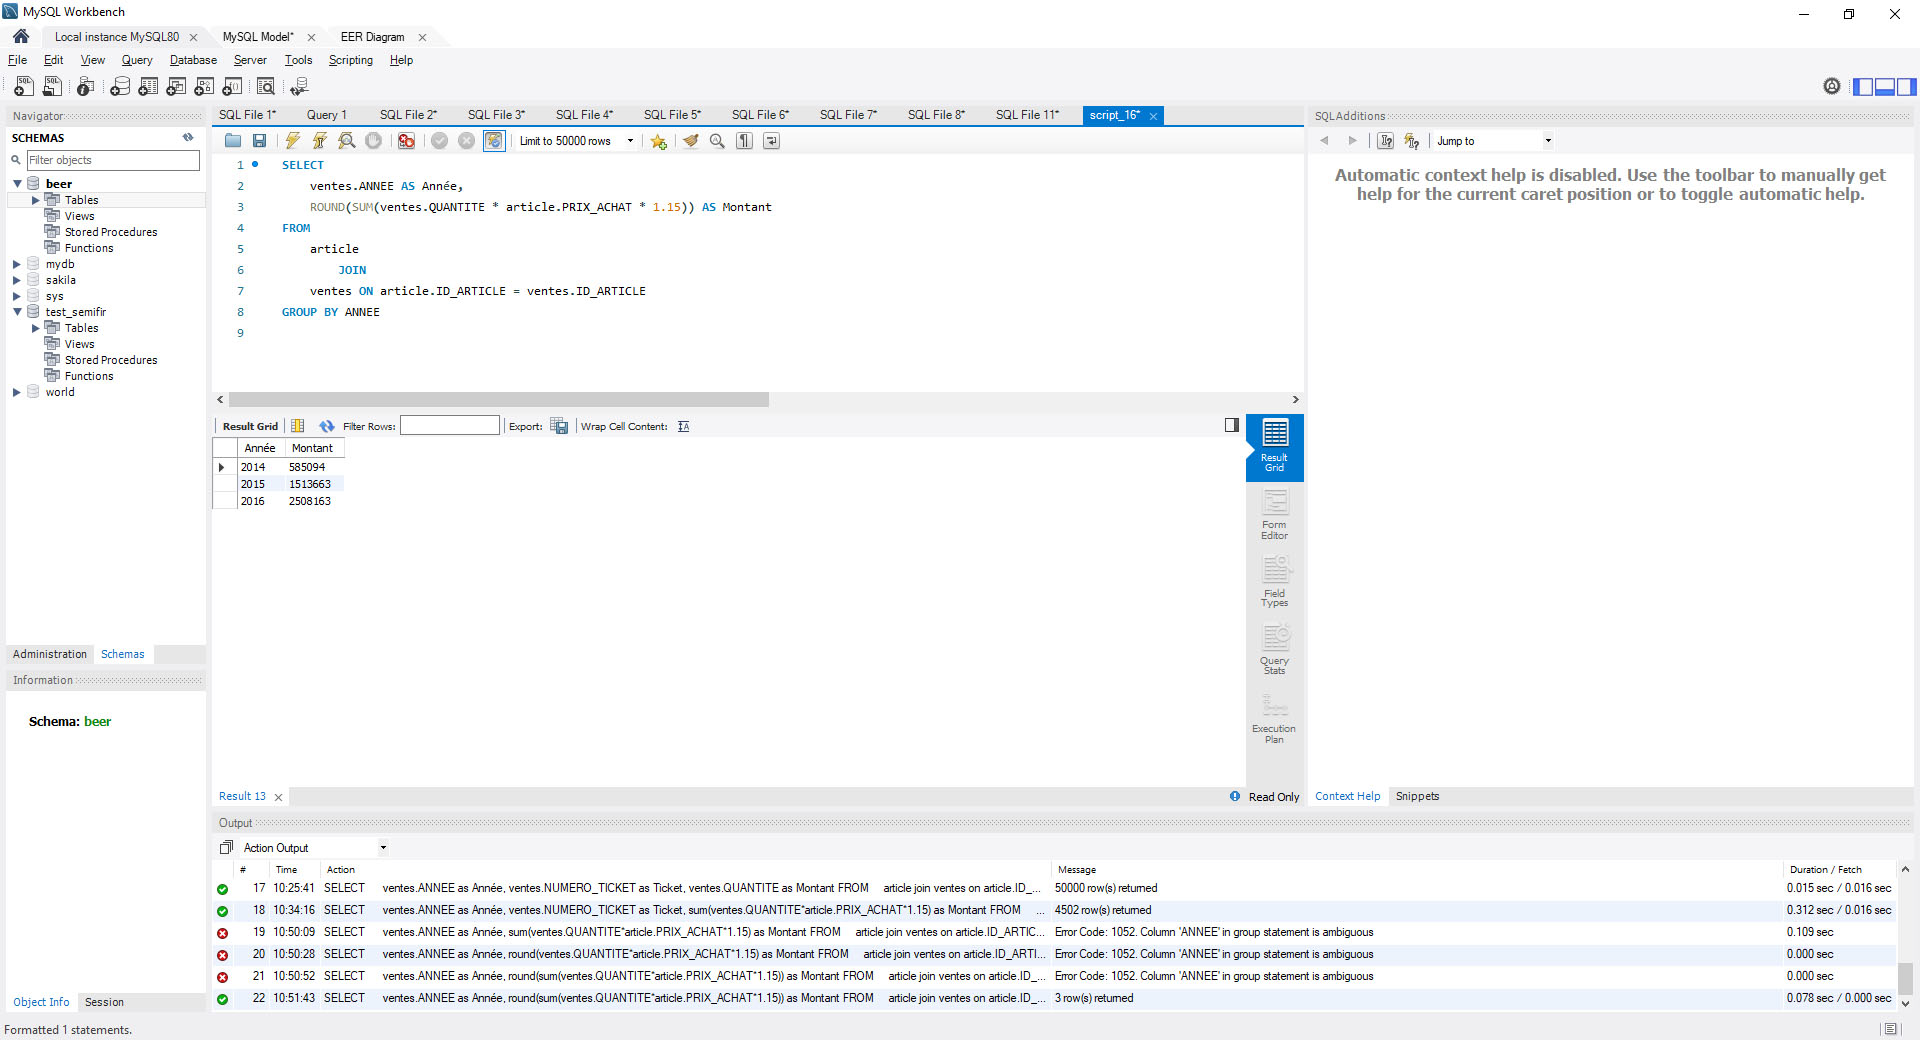 MySQL Workbench
Local instance MySQL80
MySQL Model*
EER Diagram
File Edit View Query Database Server Tools Scripting Help
Navigator
SCHEMAS
Filter objects
beer
Tables
Views
Stored Procedures
Functions
mydb
sakila
sys
test_semifir
Tables
Views
Stored Procedures
Functions
world
Administration Schemas
Information
Schema: beer
Object Info Session
SQL File 1* Query 1 SQL File 2* SQL File 3* SQL File 4* SQL File 5* SQL File 6* SQL File 7* SQL File 8* SQL File 11* script_16*
Limit to 50000 rows
1 SELECT
2 ventes.ANNEE AS Année,
3 ROUND(SUM(ventes.QUANTITE * article.PRIX_ACHAT * 1.15)) AS Montant
4 FROM
5 article
6 JOIN
7 ventes ON article.ID_ARTICLE = ventes.ID_ARTICLE
8 GROUP BY ANNEE
9
Result Grid Filter Rows: Export: Wrap Cell Content:
Année Montant
2014 585094
2015 1513663
2016 2508163
Result
Grid
Form
Editor
Field
Types
Query
Stats
Execution
Plan
Result 13
Read Only
SQLAdditions
Jump to
Automatic context help is disabled. Use the toolbar to manually get
help for the current caret position or to toggle automatic help.
Context Help Snippets
Output
Action Output
# Time Action Message Duration / Fetch
17 10:25:41 SELECT ventes.ANNEE as Année, ventes.NUMERO_TICKET as Ticket, ventes.QUANTITE as Montant FROM article join ventes on article.ID_... 50000 row(s) returned 0.015 sec / 0.016 sec
18 10:34:16 SELECT ventes.ANNEE as Année, ventes.NUMERO_TICKET as Ticket, sum(ventes.QUANTITE*article.PRIX_ACHAT*1.15) as Montant FROM ... 4502 row(s) returned 0.312 sec / 0.016 sec
19 10:50:09 SELECT ventes.ANNEE as Année, sum(ventes.QUANTITE*article.PRIX_ACHAT*1.15) as Montant FROM article join ventes on article.ID_ARTIC... Error Code: 1052. Column 'ANNEE' in group statement is ambiguous 0.109 sec
20 10:50:28 SELECT ventes.ANNEE as Année, round(ventes.QUANTITE*article.PRIX_ACHAT*1.15) as Montant FROM article join ventes on article.ID_ARTI... Error Code: 1052. Column 'ANNEE' in group statement is ambiguous 0.000 sec
21 10:50:52 SELECT ventes.ANNEE as Année, round(sum(ventes.QUANTITE*article.PRIX_ACHAT*1.15)) as Montant FROM article join ventes on article.ID_... Error Code: 1052. Column 'ANNEE' in group statement is ambiguous 0.000 sec
22 10:51:43 SELECT ventes.ANNEE as Année, round(sum(ventes.QUANTITE*article.PRIX_ACHAT*1.15)) as Montant FROM article join ventes on article.ID_... 3 row(s) returned 0.078 sec / 0.000 sec
Formatted 1 statements.